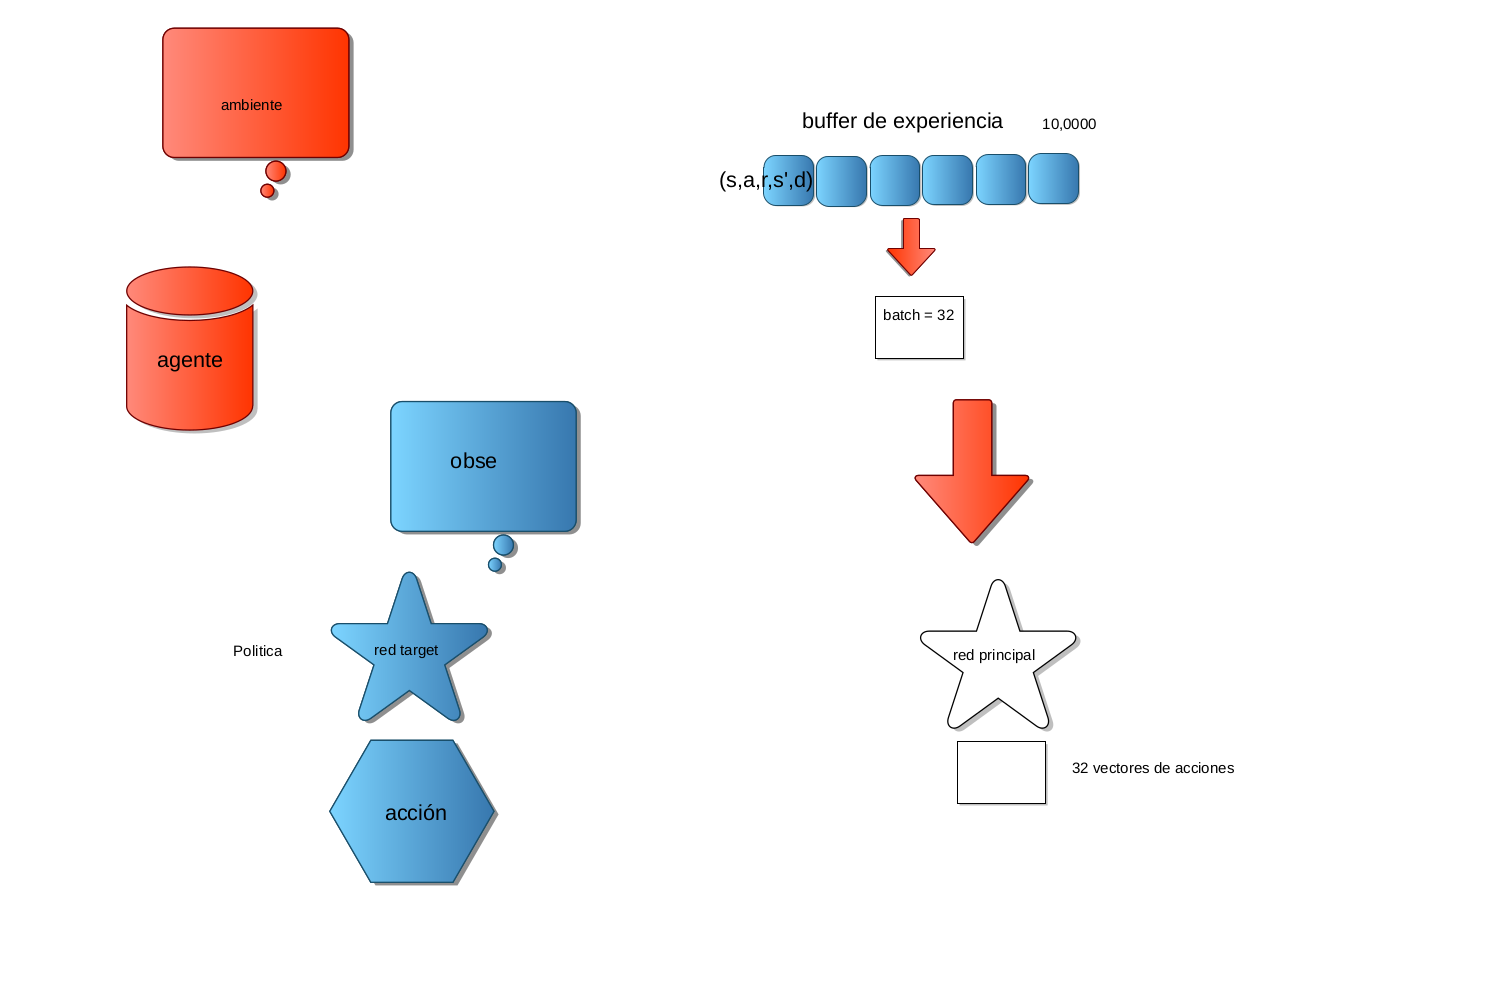 ambiente
agente
obse
Politica
red target
acción
buffer de experiencia
10,0000
(s,a,r,s',d)
batch = 32
red principal
32 vectores de acciones